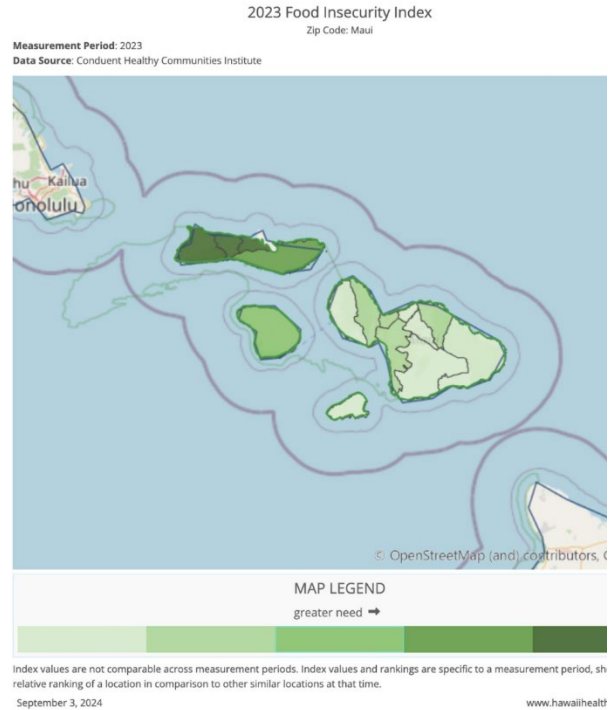 2023 Food Insecurity Index
Zip Code: Maui
Measurement Period: 2023
Data Source: Conduent Healthy Communities Institute
hu Kailua
onolulu
© OpenStreetMap (and) contributors, C
MAP LEGEND
greater need ➡
Index values are not comparable across measurement periods. Index values and rankings are specific to a measurement period, sh
relative ranking of a location in comparison to other similar locations at that time.
September 3, 2024 www.hawaiihealth